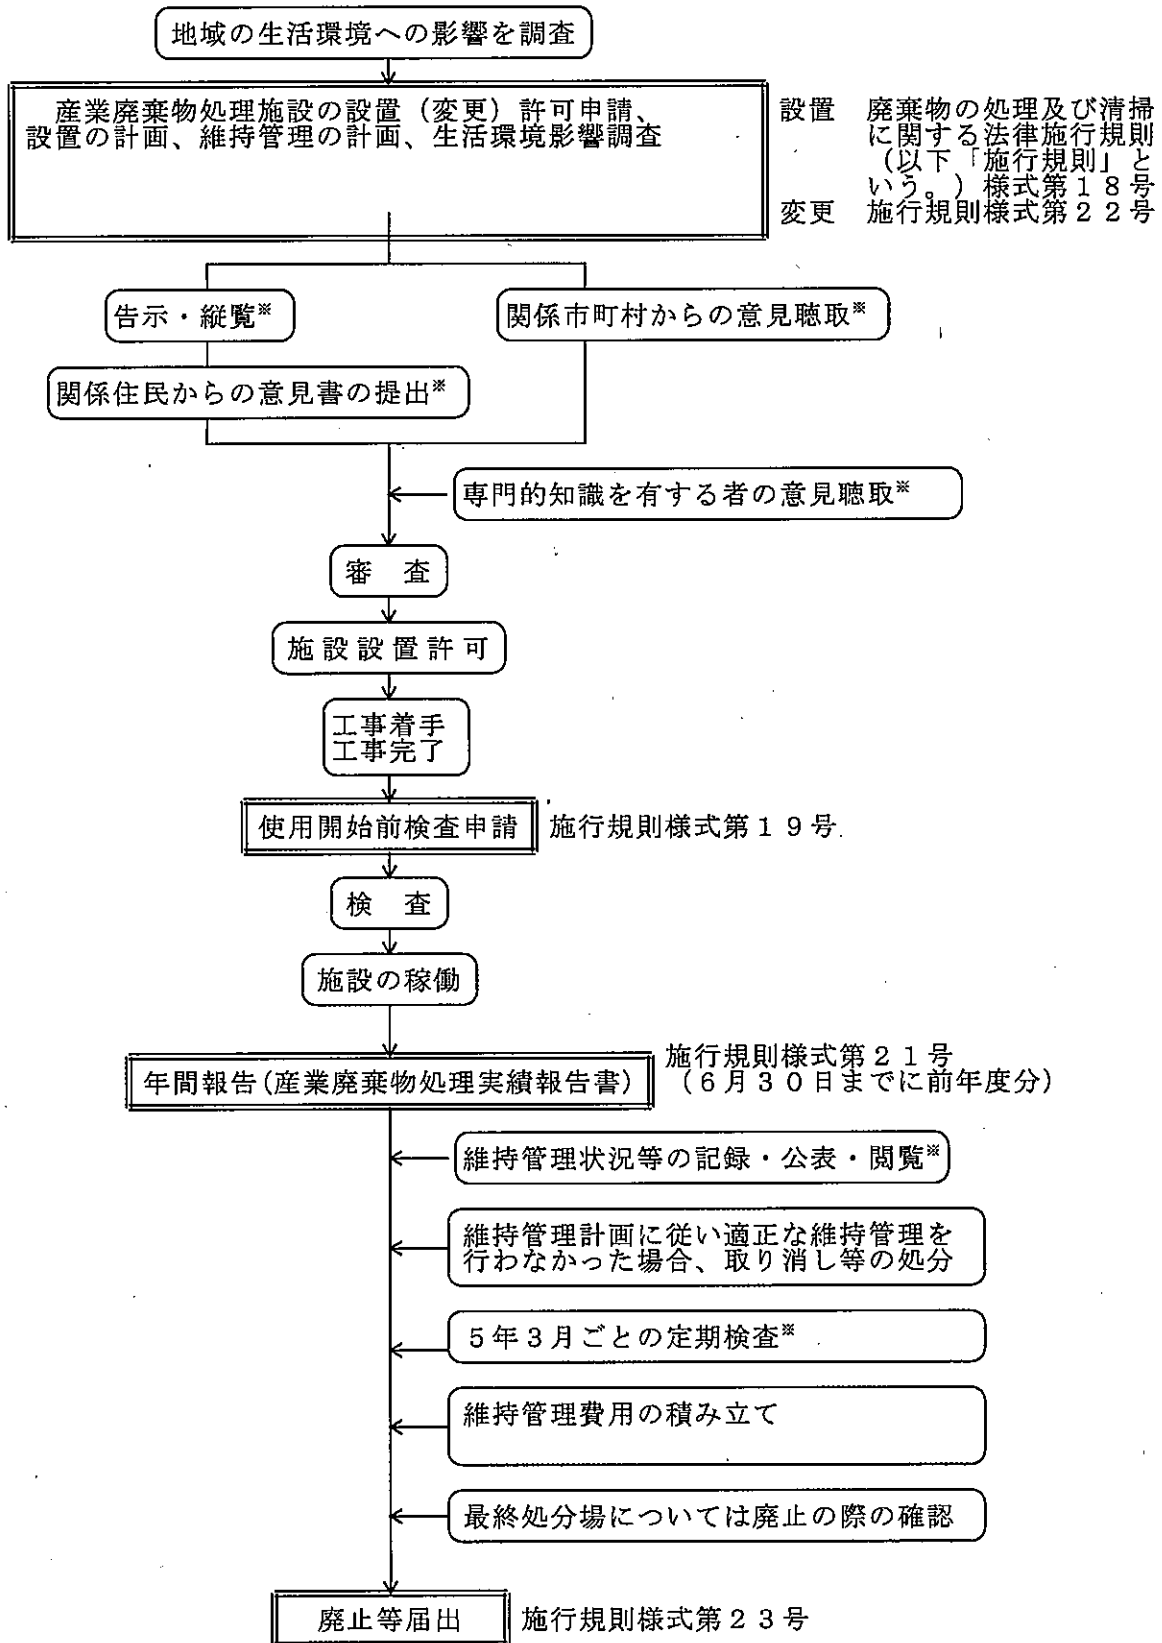 地域の生活環境への影響を調査
産業廃棄物処理施設の設置（変更）許可申請、
設置の計画、維持管理の計画、生活環境影響調査
設置　廃棄物の処理及び清掃
に関する法律施行規則
（以下「施行規則」と
いう。）様式第１８号
変更　施行規則様式第２２号
告示・縦覧※
関係市町村からの意見聴取※
関係住民からの意見書の提出※
専門的知識を有する者の意見聴取※
審　査
施設設置許可
工事着手
工事完了
使用開始前検査申請
施行規則様式第１９号
検　査
施設の稼働
年間報告(産業廃棄物処理実績報告書)
施行規則様式第２１号
（６月３０日までに前年度分）
維持管理状況等の記録・公表・閲覧※
維持管理計画に従い適正な維持管理を
行わなかった場合、取り消し等の処分
５年３月ごとの定期検査※
維持管理費用の積み立て
最終処分場については廃止の際の確認
廃止等届出
施行規則様式第２３号